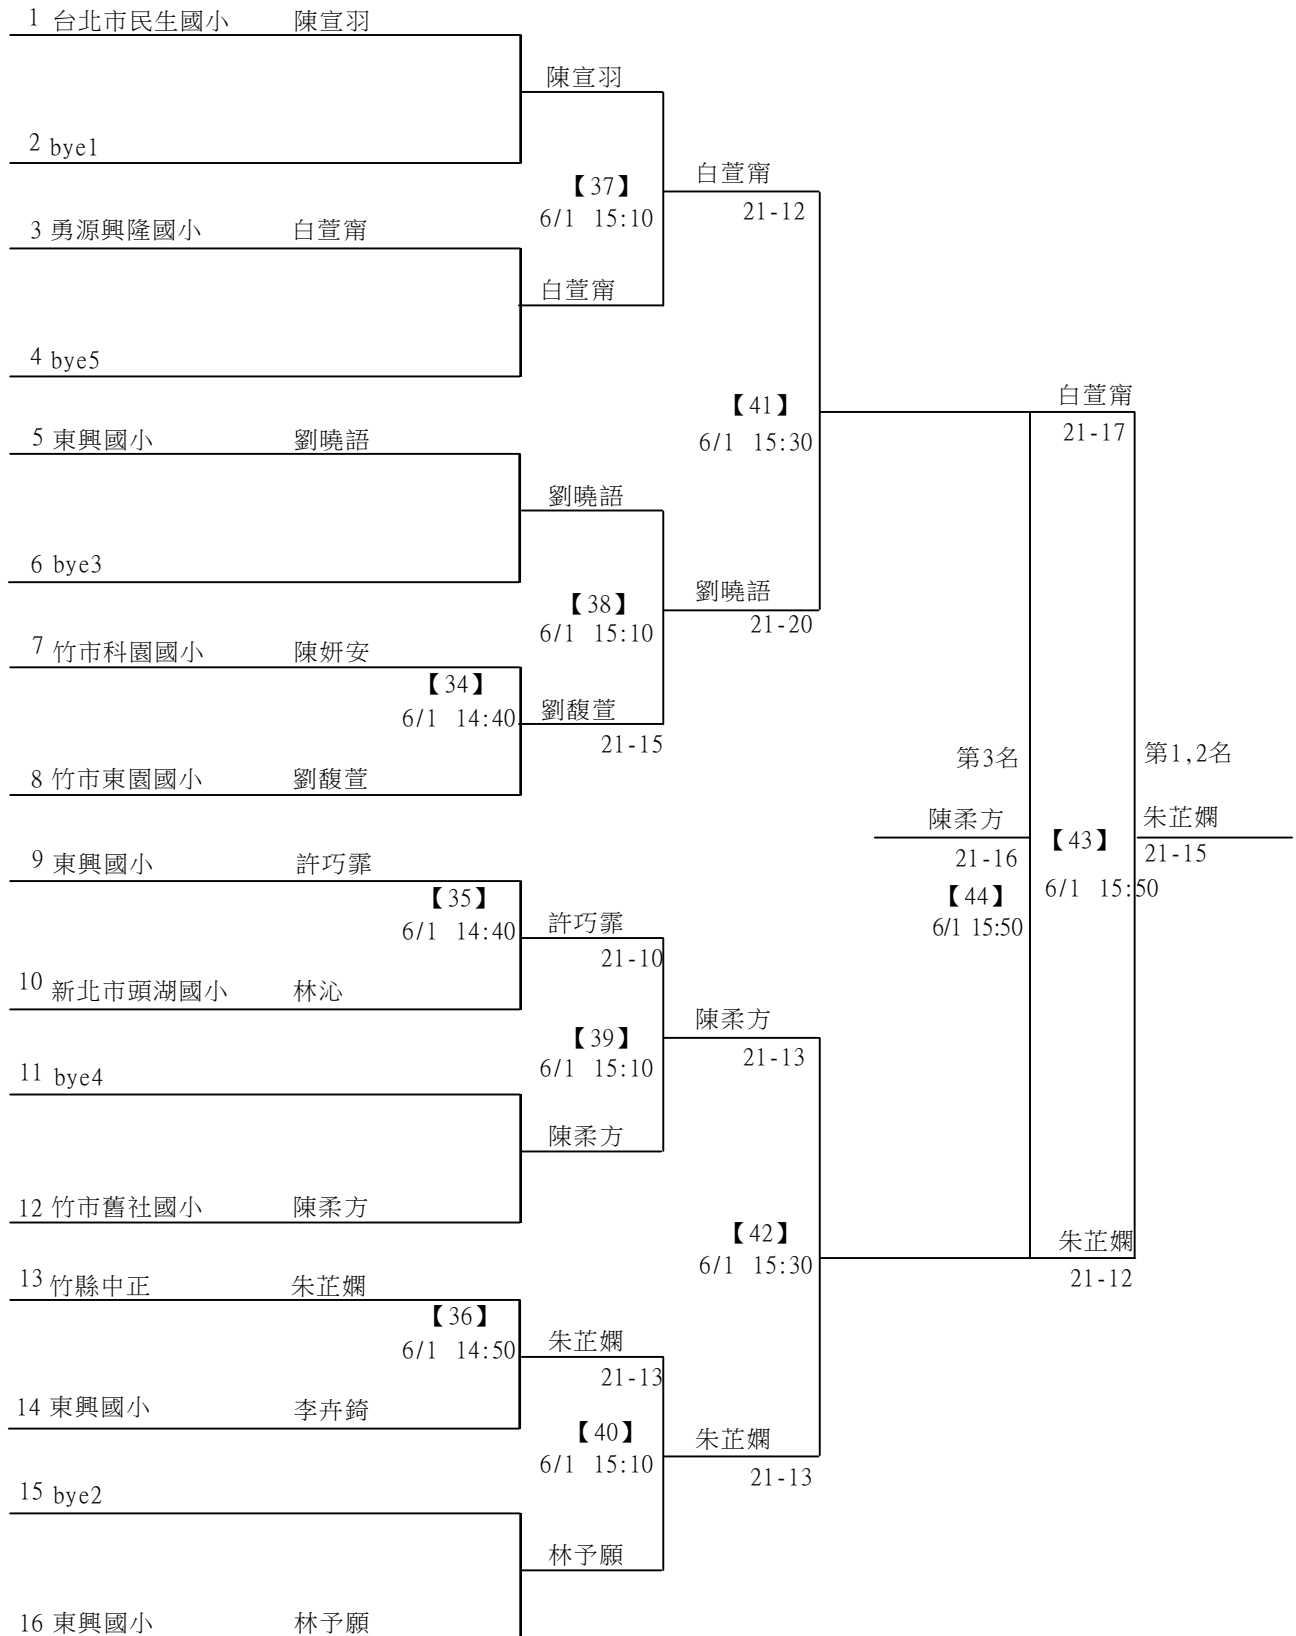 1 台北市民生國小 陳宣羽
陳宣羽
2 bye1
白萱甯
【37】
21-12
6/1 15:10
3 勇源興隆國小 白萱甯
白萱甯
4 bye5
白萱甯
【41】
21-17
5 東興國小 劉曉語
6/1 15:30
劉曉語
6 bye3
劉曉語
【38】
21-20
6/1 15:10
7 竹市科園國小 陳妍安
【34】
劉馥萱
6/1 14:40
21-15
第3名
第1,2名
8 竹市東園國小 劉馥萱
陳柔方
朱芷嫻
【43】
21-16
21-15
9 東興國小 許巧霏
【35】
【44】
6/1 15:50
許巧霏
6/1 14:40
6/1 15:50
21-10
10 新北市頭湖國小 林沁
陳柔方
【39】
21-13
6/1 15:10
11 bye4
陳柔方
12 竹市舊社國小 陳柔方
【42】
朱芷嫻
6/1 15:30
21-12
13 竹縣中正 朱芷嫻
【36】
朱芷嫻
6/1 14:50
21-13
14 東興國小 李卉錡
【40】
朱芷嫻
6/1 15:10
21-13
15 bye2
林予願
16 東興國小 林予願